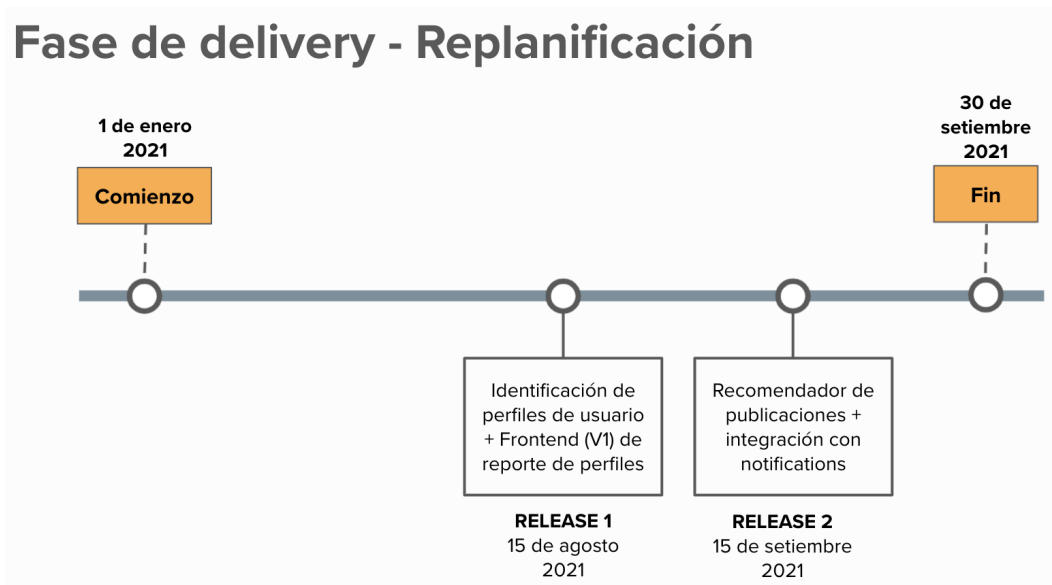 Fase de delivery - Replanificación
1 de enero
2021
Comienzo
30 de
setiembre
2021
Fin
Identificación de
perfiles de usuario
+ Frontend (V1) de
reporte de perfiles
RELEASE 1
15 de agosto
2021
Recomendador de
publicaciones +
integración con
notifications
RELEASE 2
15 de setiembre
2021